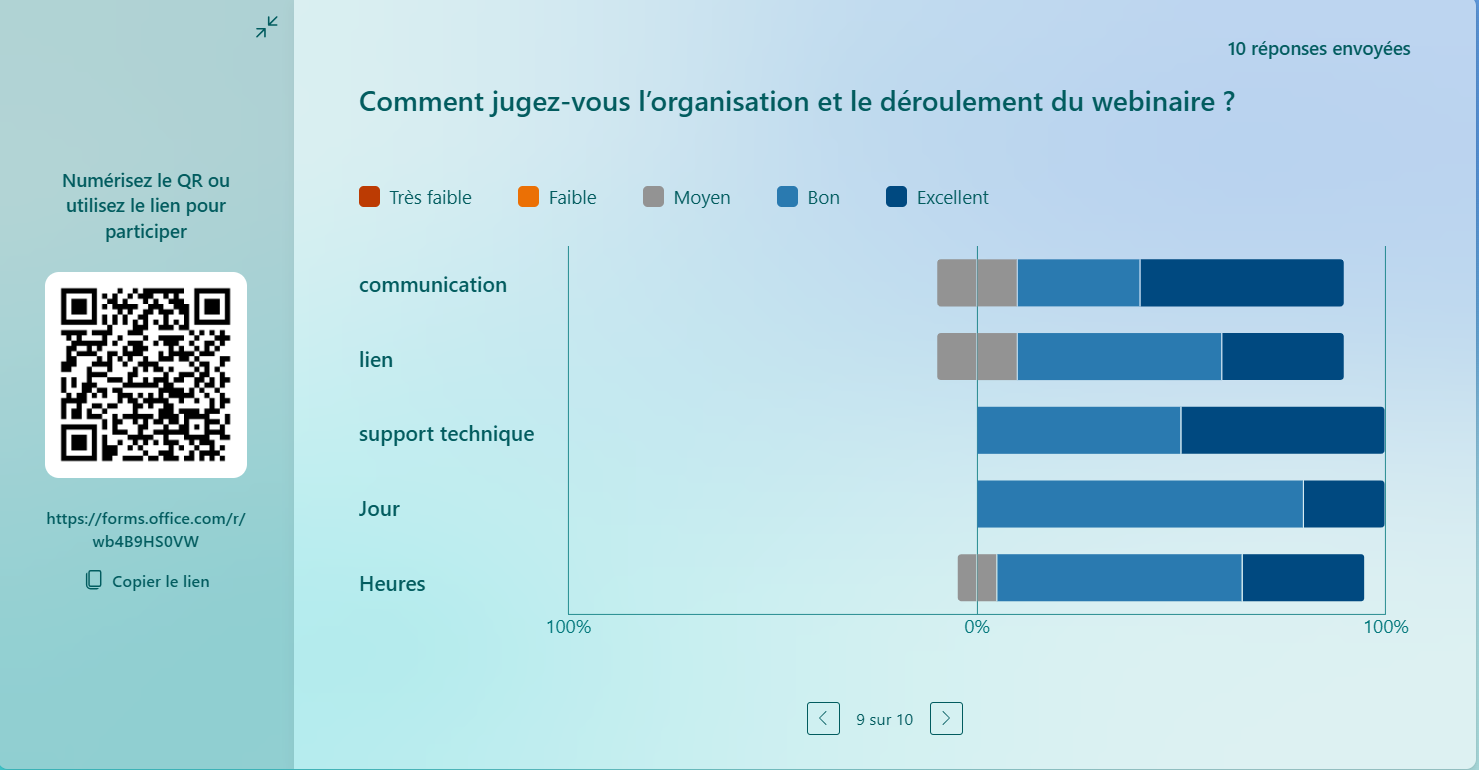 Numérisez le QR ou
utilisez le lien pour
participer
https://forms.office.com/r/
wb4B9HS0VW
Copier le lien
10 réponses envoyées
Comment jugez-vous l’organisation et le déroulement du webinaire ?
Très faible Faible Moyen Bon Excellent
communication
lien
support technique
Jour
Heures
100% 0% 100%
9 sur 10